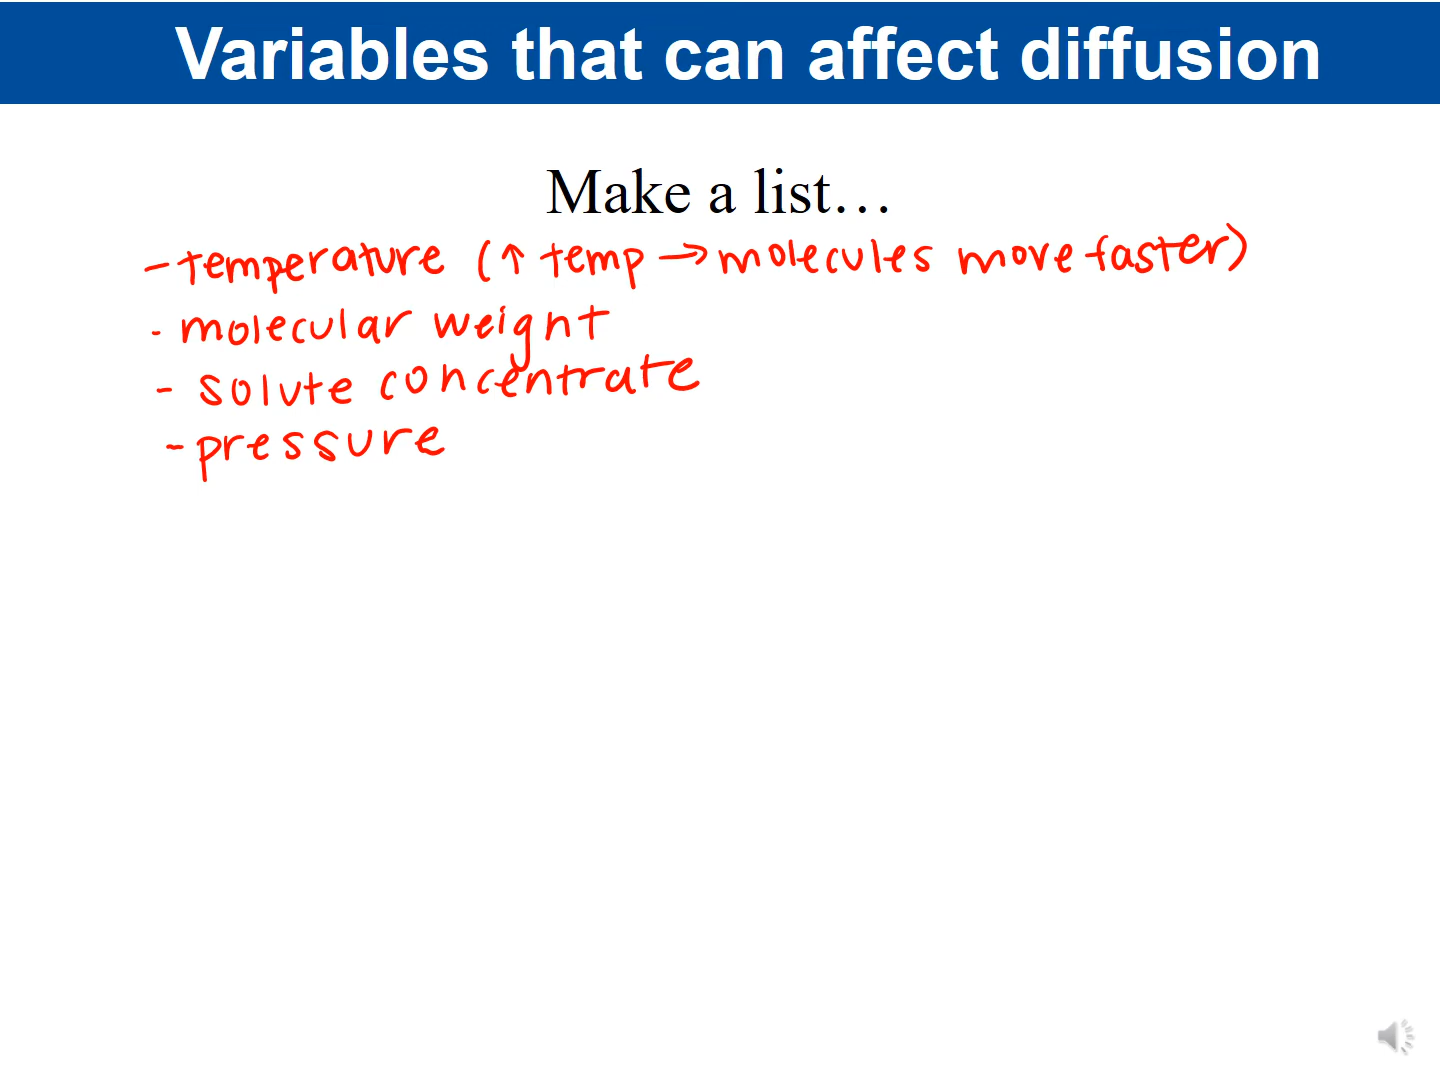 Variables that can affect diffusion
Make a list…
- temperature (↑ temp → molecules move faster)
- molecular weight
- solute concentrate
- pressure